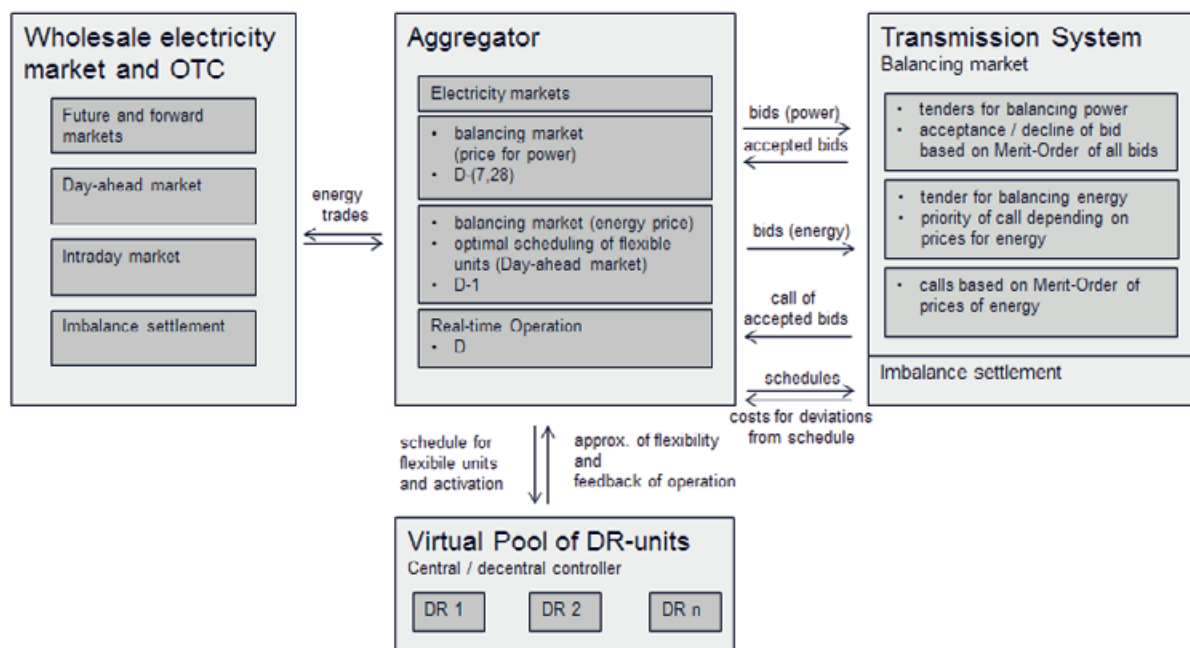 Wholesale electricity
market and OTC
Future and forward
markets
Day-ahead market
Intraday market
Imbalance settlement
energy
trades
Aggregator
Electricity markets
• balancing market
(price for power)
• D-(7,28)
• balancing market (energy price)
• optimal scheduling of flexible
units (Day-ahead market)
• D-1
Real-time Operation
• D
bids (power)
accepted bids
bids (energy)
call of
accepted bids
schedules
costs for deviations
from schedule
Transmission System
Balancing market
• tenders for balancing power
• acceptance / decline of bid
based on Merit-Order of all bids
• tender for balancing energy
• priority of call depending on
prices for energy
• calls based on Merit-Order of
prices of energy
Imbalance settlement
schedule for
flexibile units
and activation
approx. of flexibility
and
feedback of operation
Virtual Pool of DR-units
Central / decentral controller
DR 1
DR 2
DR n